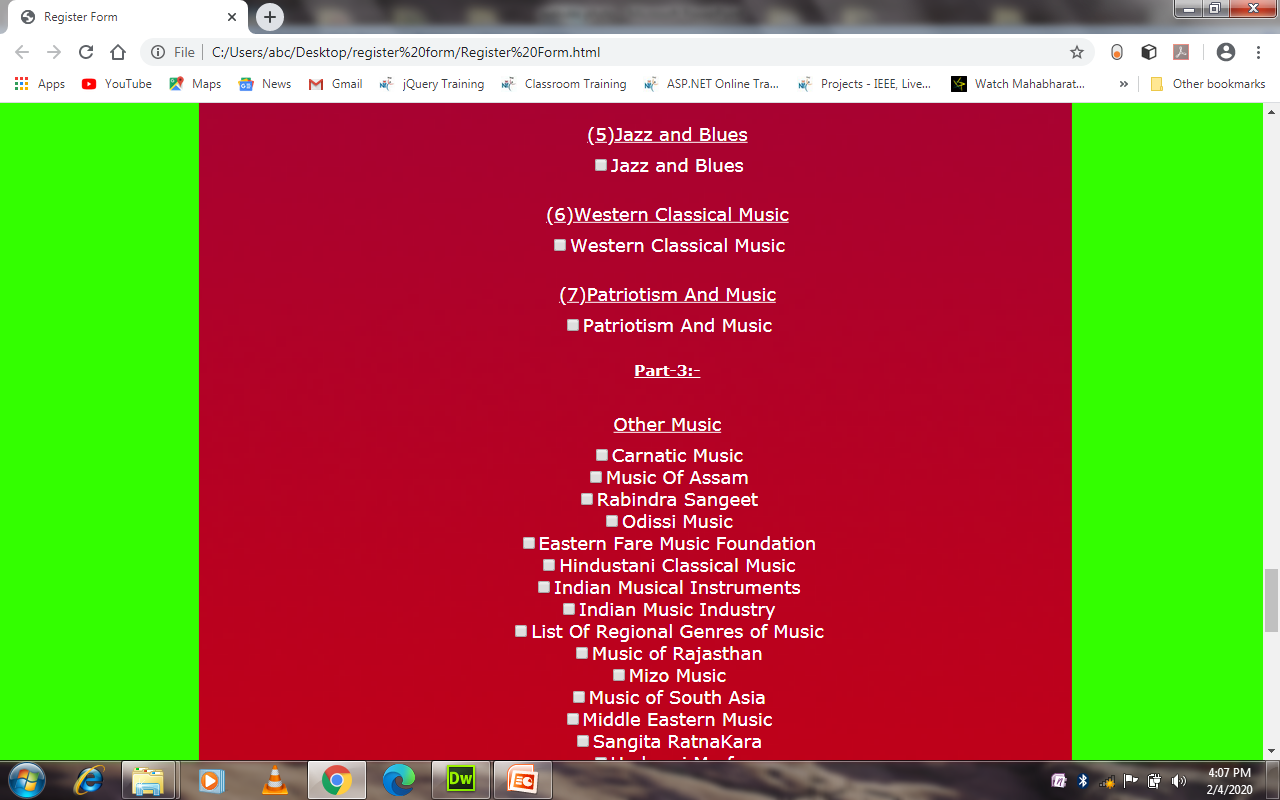 Register Form
File C:/Users/abc/Desktop/register%20form/Register%20Form.html
Apps YouTube Maps News Gmail jQuery Training Classroom Training ASP.NET Online Tra... Projects - IEEE, Live... Watch Mahabharat... » Other bookmarks
(5)Jazz and Blues
Jazz and Blues
(6)Western Classical Music
Western Classical Music
(7)Patriotism And Music
Patriotism And Music
Part-3:-
Other Music
Carnatic Music
Music Of Assam
Rabindra Sangeet
Odissi Music
Eastern Fare Music Foundation
Hindustani Classical Music
Indian Musical Instruments
Indian Music Industry
List Of Regional Genres of Music
Music of Rajasthan
Mizo Music
Music of South Asia
Middle Eastern Music
Sangita RatnaKara
Dw
4:07 PM
2/4/2020